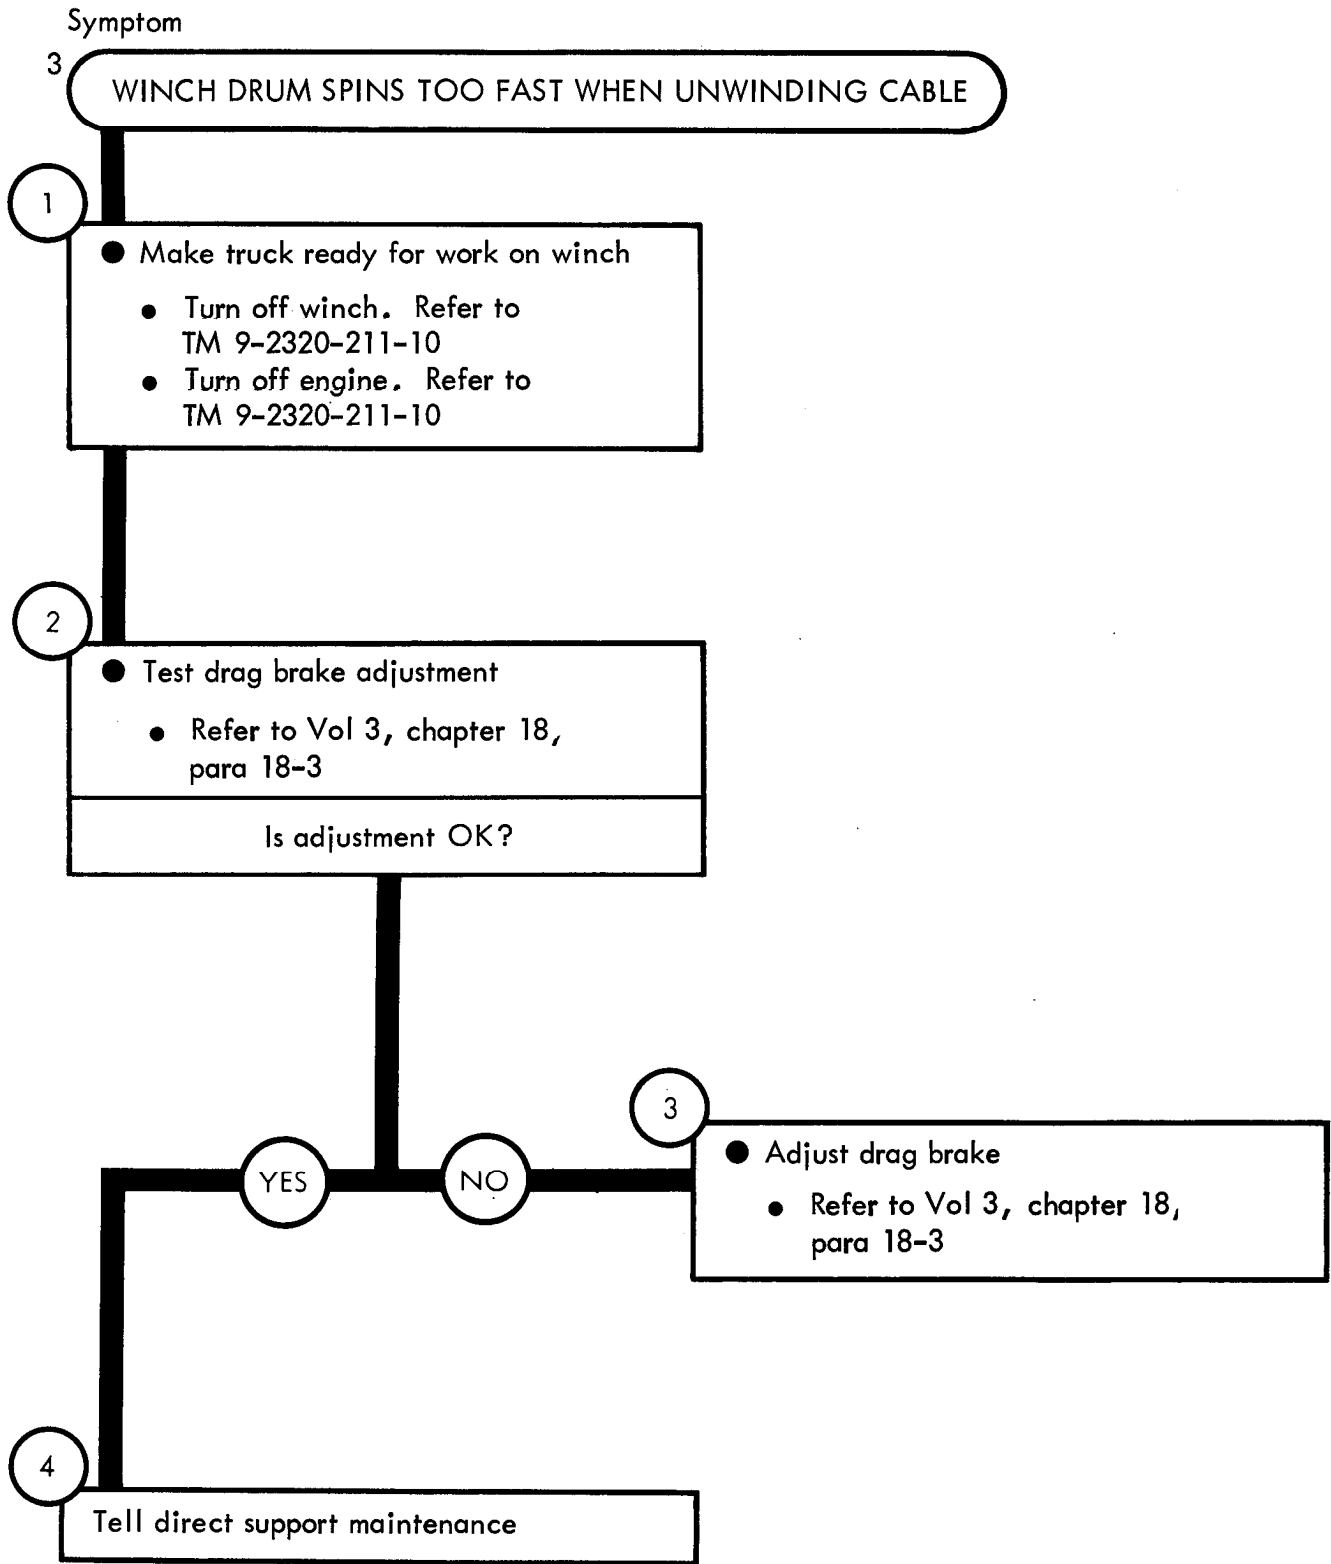 Symptom
3
WINCH DRUM SPINS TOO FAST WHEN UNWINDING CABLE
1
● Make truck ready for work on winch
● Turn off winch. Refer to
TM 9-2320-211-10
● Turn off engine. Refer to
TM 9-2320-211-10
2
● Test drag brake adjustment
● Refer to Vol 3, chapter 18,
para 18-3
Is adjustment OK?
YES
NO
3
● Adjust drag brake
● Refer to Vol 3, chapter 18,
para 18-3
4
Tell direct support maintenance